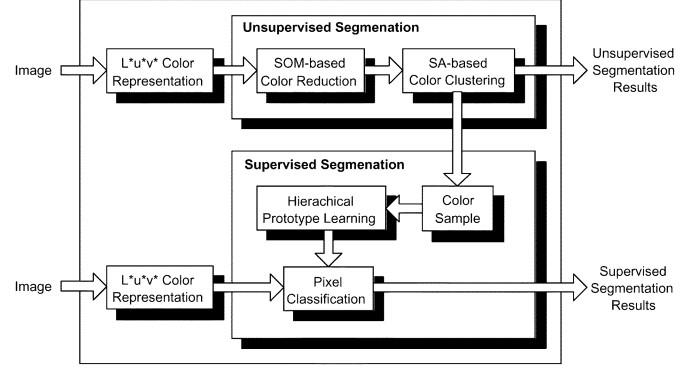 Unsupervised Segmenation
Image
L*u*v* Color
Representation
SOM-based
Color Reduction
SA-based
Color Clustering
Unsupervised
Segmentation
Results
Supervised Segmenation
Hierachical
Prototype Learning
Color
Sample
Image
L*u*v* Color
Representation
Pixel
Classification
Supervised
Segmentation
Results